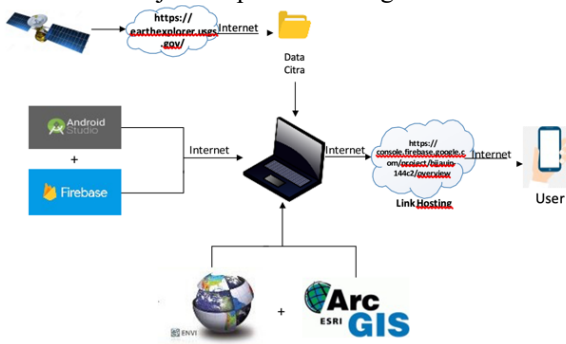 https://
earthexplorer.usgs
.gov/
Internet
Data
Citra
Android
Studio
+
Firebase
Internet
Internet
https://
console.firebase.google.c
om/project/hijauin-
144c2/overview
Internet
Link Hosting
User
ENVI
+
Arc
ESRI GIS